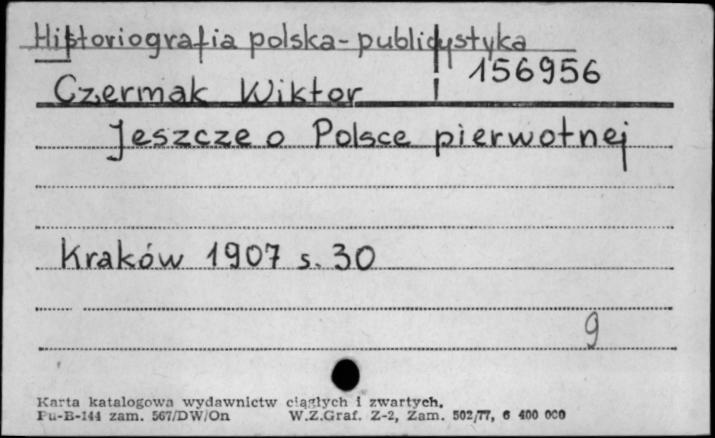 Historiografia polska - publicystyka
156956
Czermak Wiktor
Jeszcze o Polsce pierwotnej
Kraków 1907 s. 30
9
Karta katalogowa wydawnictw ciągłych i zwartych.
Pu-B-144 zam. 567/DW/On W.Z.Graf. Z-2, Zam. 502/77, 6 400 000